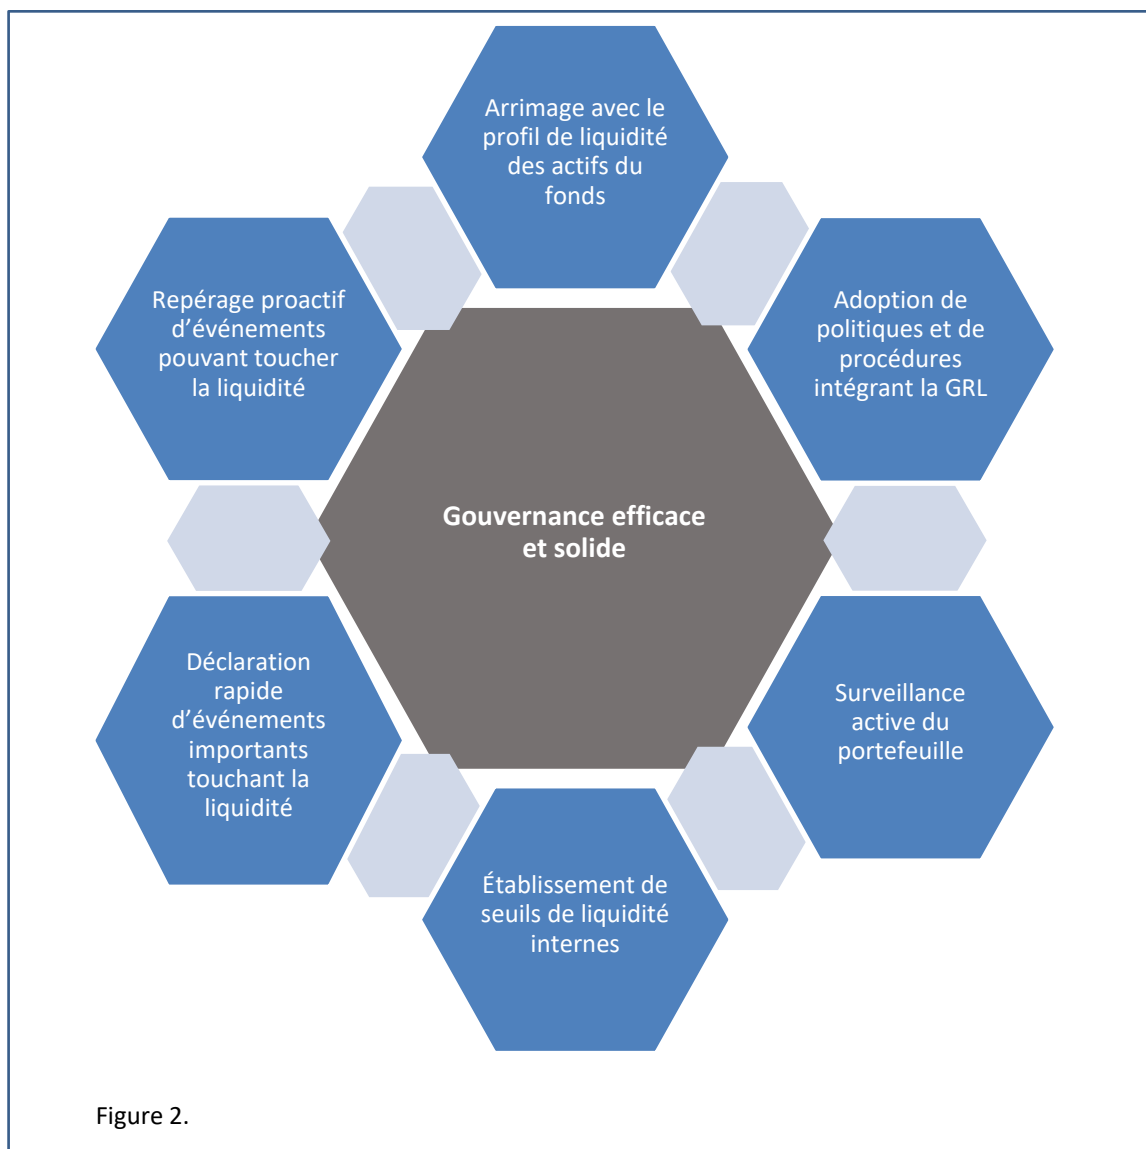 Arrimage avec le
profil de liquidité
des actifs du
fonds
Adoption de
politiques et de
procédures
intégrant la GRL
Surveillance
active du
portefeuille
Établissement de
seuils de liquidité
internes
Déclaration
rapide
d’événements
importants
touchant la
liquidité
Repérage proactif
d’événements
pouvant toucher
la liquidité
Gouvernance efficace
et solide
Figure 2.